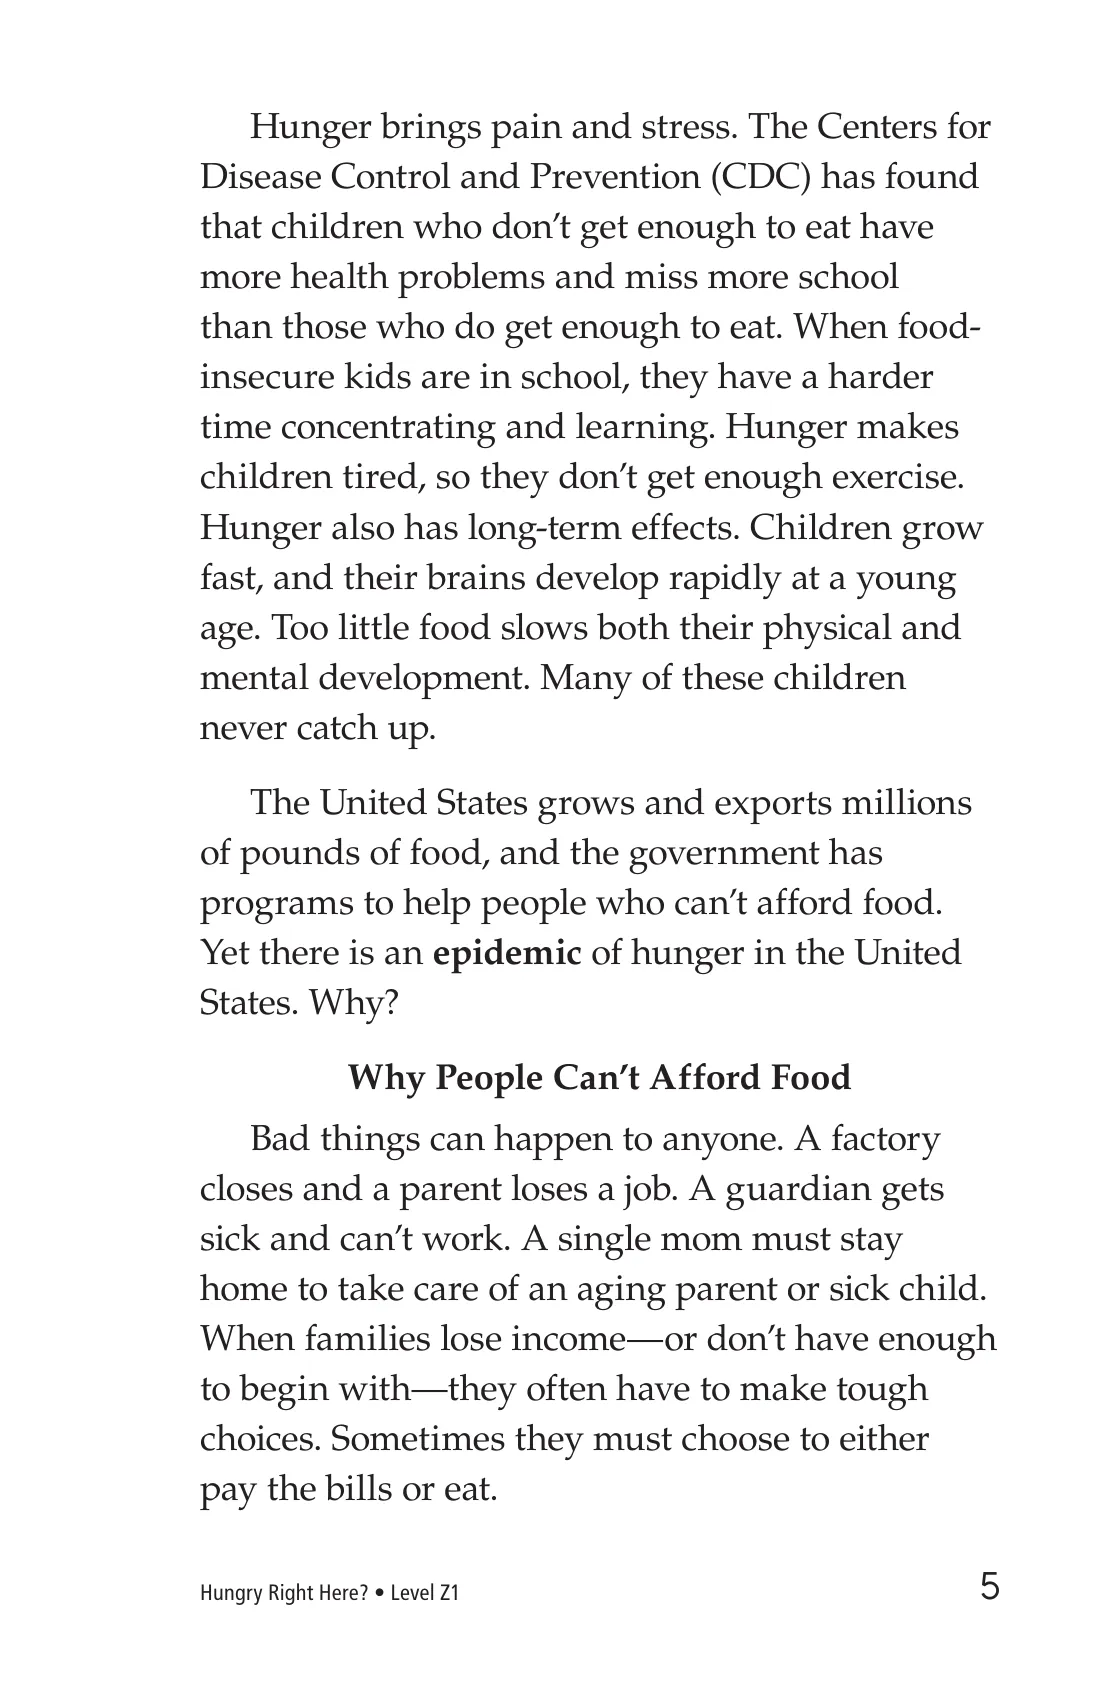 Hunger brings pain and stress. The Centers for
Disease Control and Prevention (CDC) has found
that children who don’t get enough to eat have
more health problems and miss more school
than those who do get enough to eat. When food-
insecure kids are in school, they have a harder
time concentrating and learning. Hunger makes
children tired, so they don’t get enough exercise.
Hunger also has long-term effects. Children grow
fast, and their brains develop rapidly at a young
age. Too little food slows both their physical and
mental development. Many of these children
never catch up.
The United States grows and exports millions
of pounds of food, and the government has
programs to help people who can’t afford food.
Yet there is an epidemic of hunger in the United
States. Why?
Why People Can’t Afford Food
Bad things can happen to anyone. A factory
closes and a parent loses a job. A guardian gets
sick and can’t work. A single mom must stay
home to take care of an aging parent or sick child.
When families lose income—or don’t have enough
to begin with—they often have to make tough
choices. Sometimes they must choose to either
pay the bills or eat.
Hungry Right Here? • Level Z1 5